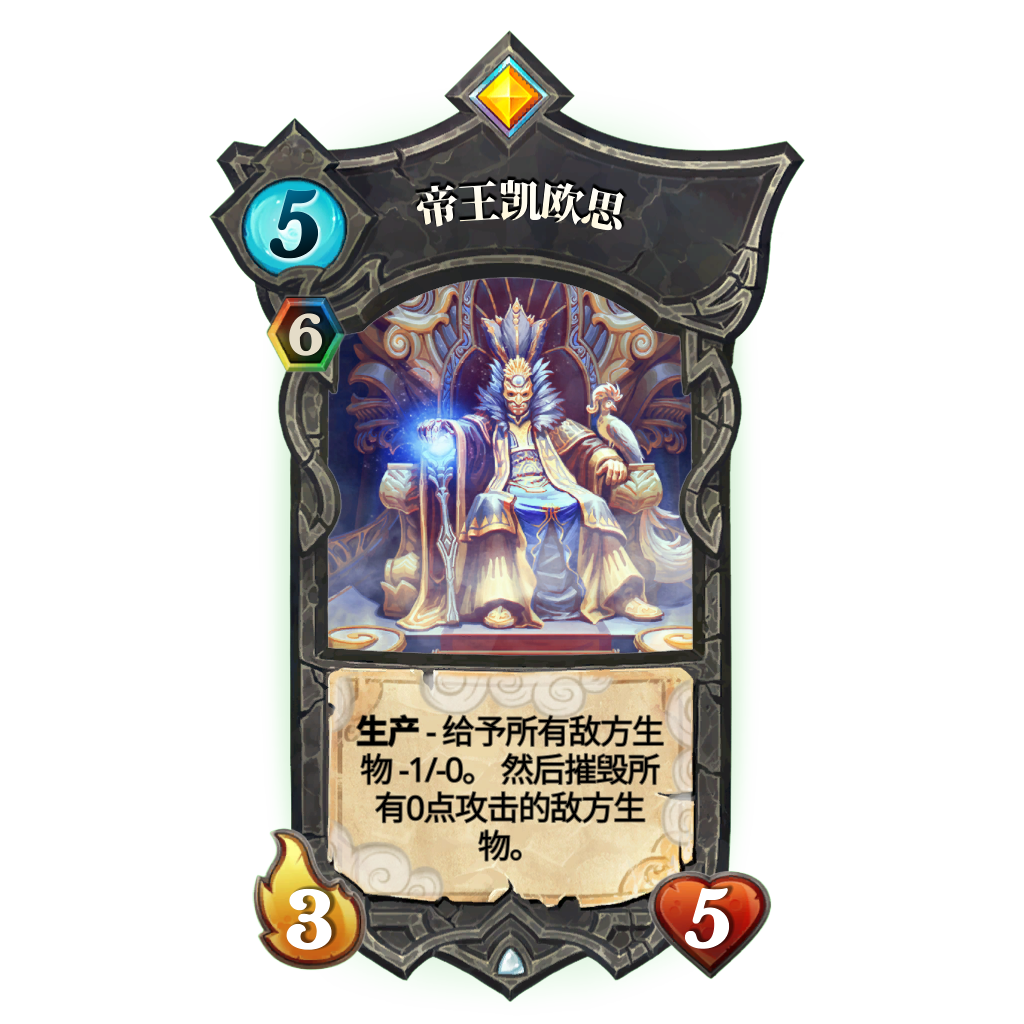 5
帝王凯欧思
6
生产 - 给予所有敌方生
物 -1/-0。 然后摧毁所
有0点攻击的敌方生
物。
3
5